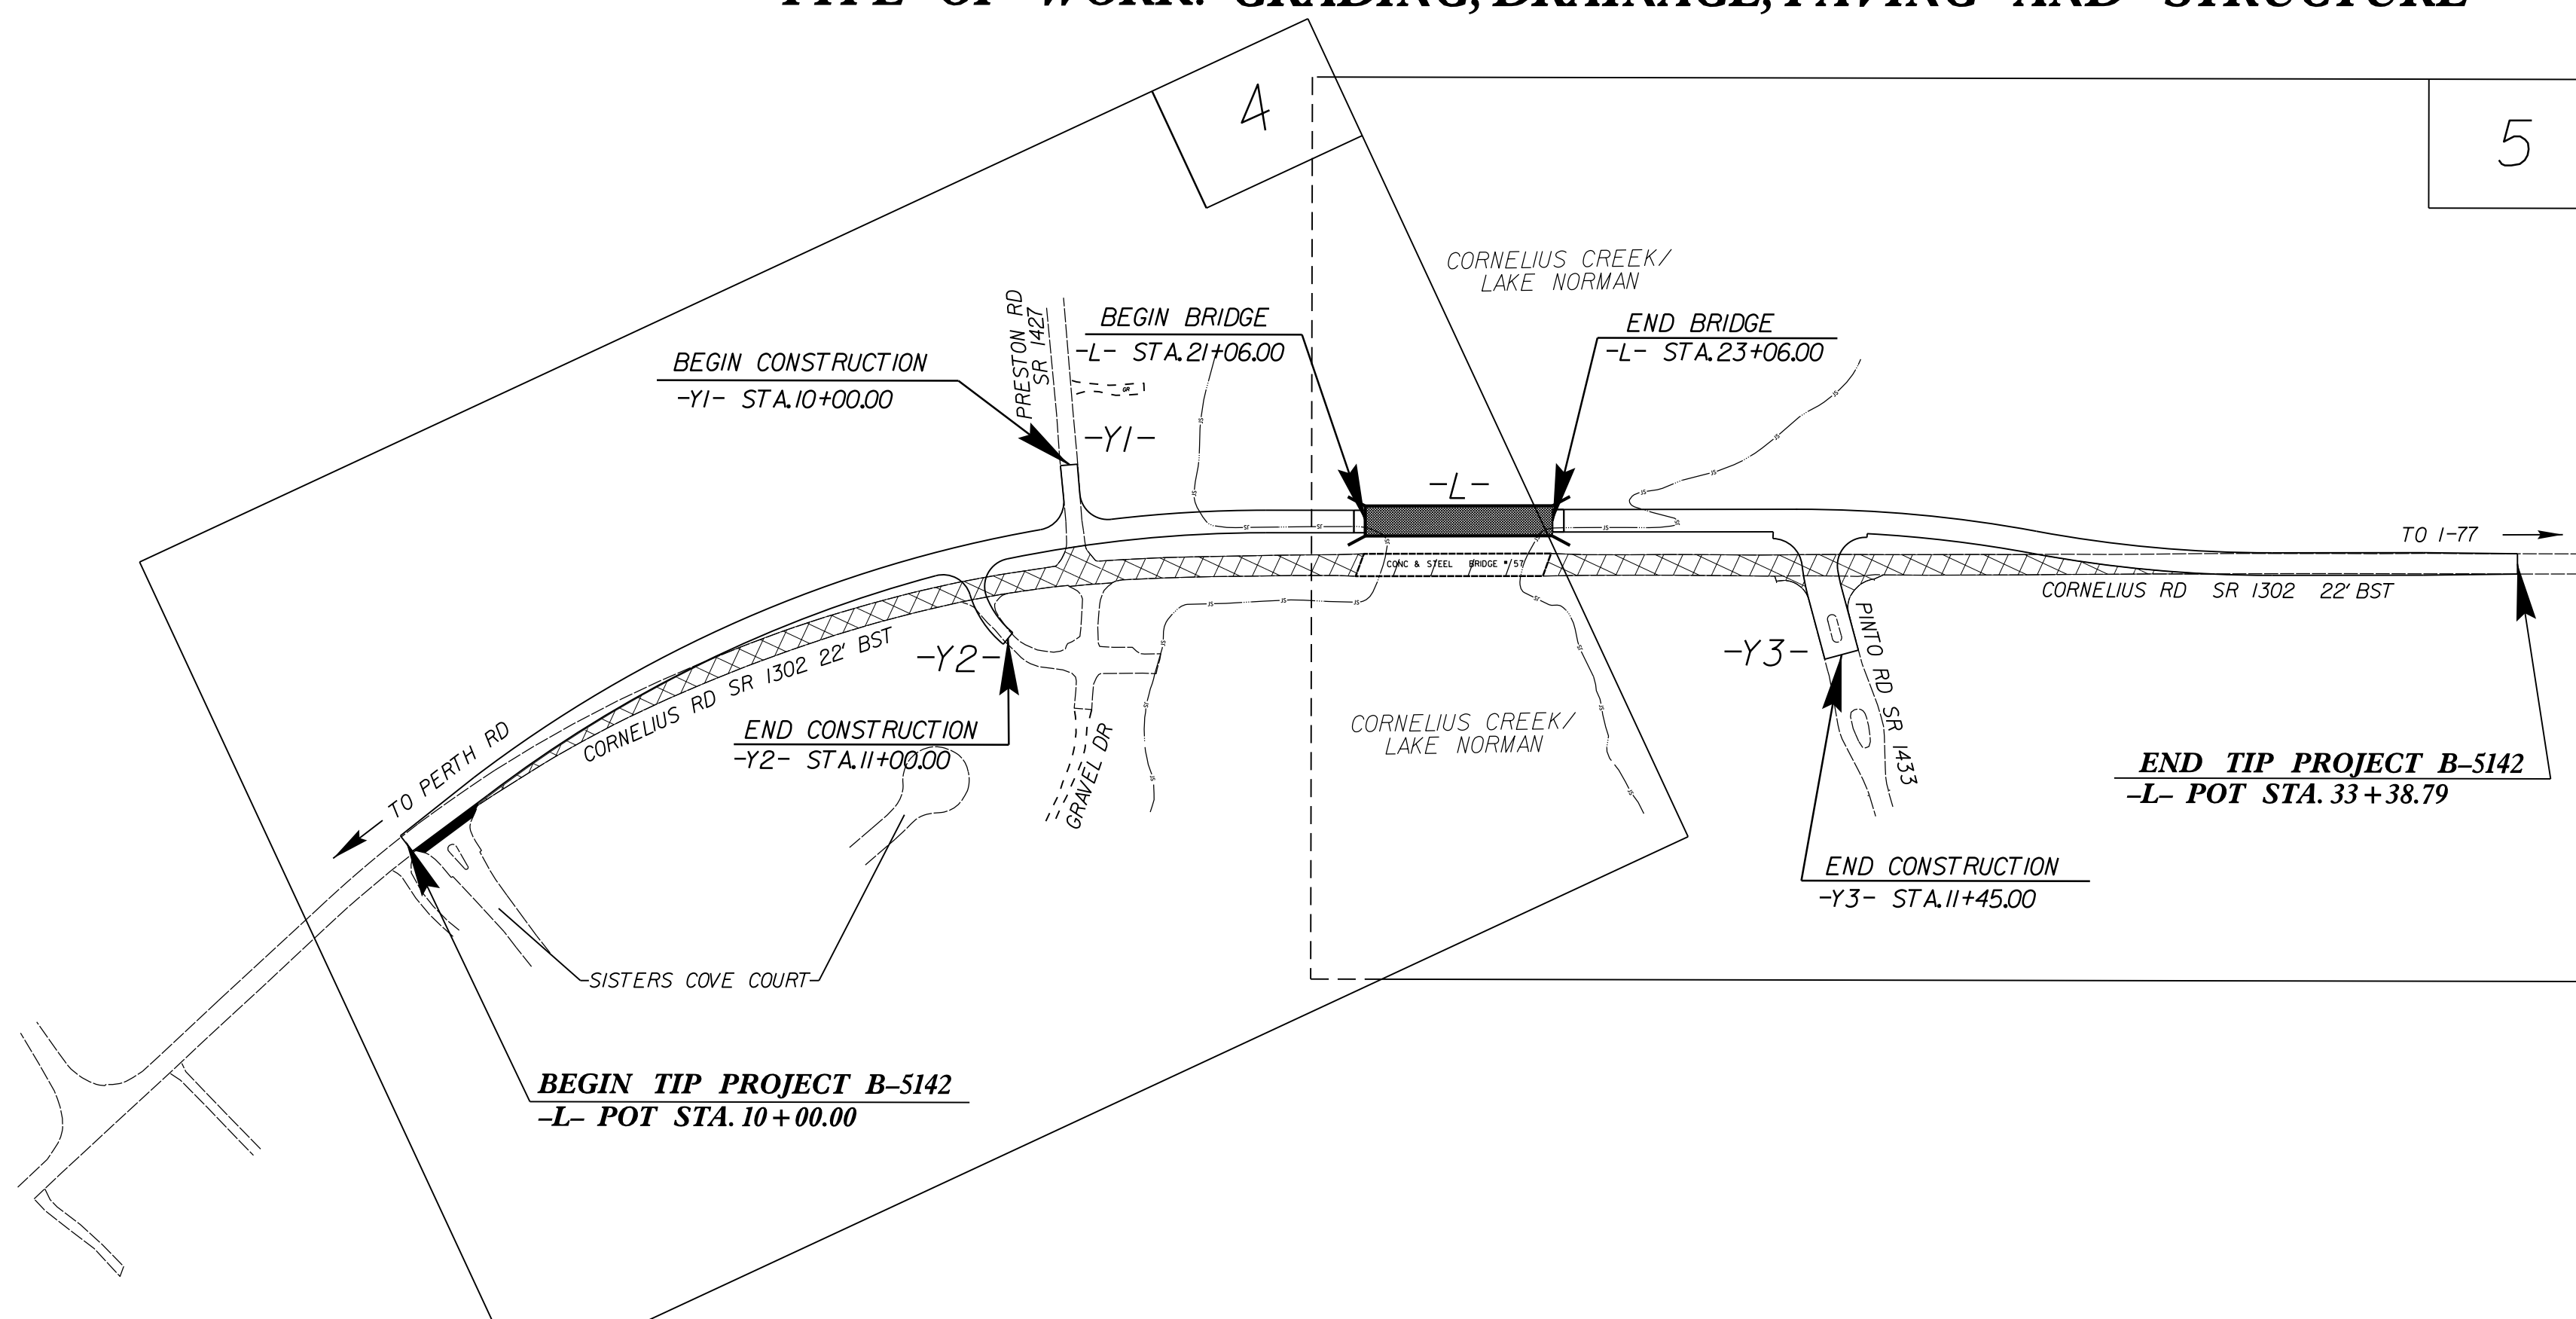 TYPE OF WORK: GRADING, DRAINAGE, PAVING AND STRUCTURE
4
5
CORNELIUS CREEK/
LAKE NORMAN
PRESTON RD
SR 1427
BEGIN BRIDGE
-L- STA.21+06.00
END BRIDGE
-L- STA.23+06.00
BEGIN CONSTRUCTION
-Y1- STA.10+00.00
GR
-Y1-
-L-
TO I-77
CONC & STEEL BRIDGE #157
CORNELIUS RD SR 1302 22' BST
-Y2-
-Y3-
PINTO RD SR 1433
CORNELIUS RD SR 1302 22' BST
TO PERTH RD
END CONSTRUCTION
-Y2- STA.11+00.00
GRAVEL DR
CORNELIUS CREEK/
LAKE NORMAN
END TIP PROJECT B-5142
-L- POT STA. 33+38.79
END CONSTRUCTION
-Y3- STA.11+45.00
SISTERS COVE COURT
BEGIN TIP PROJECT B-5142
-L- POT STA. 10+00.00